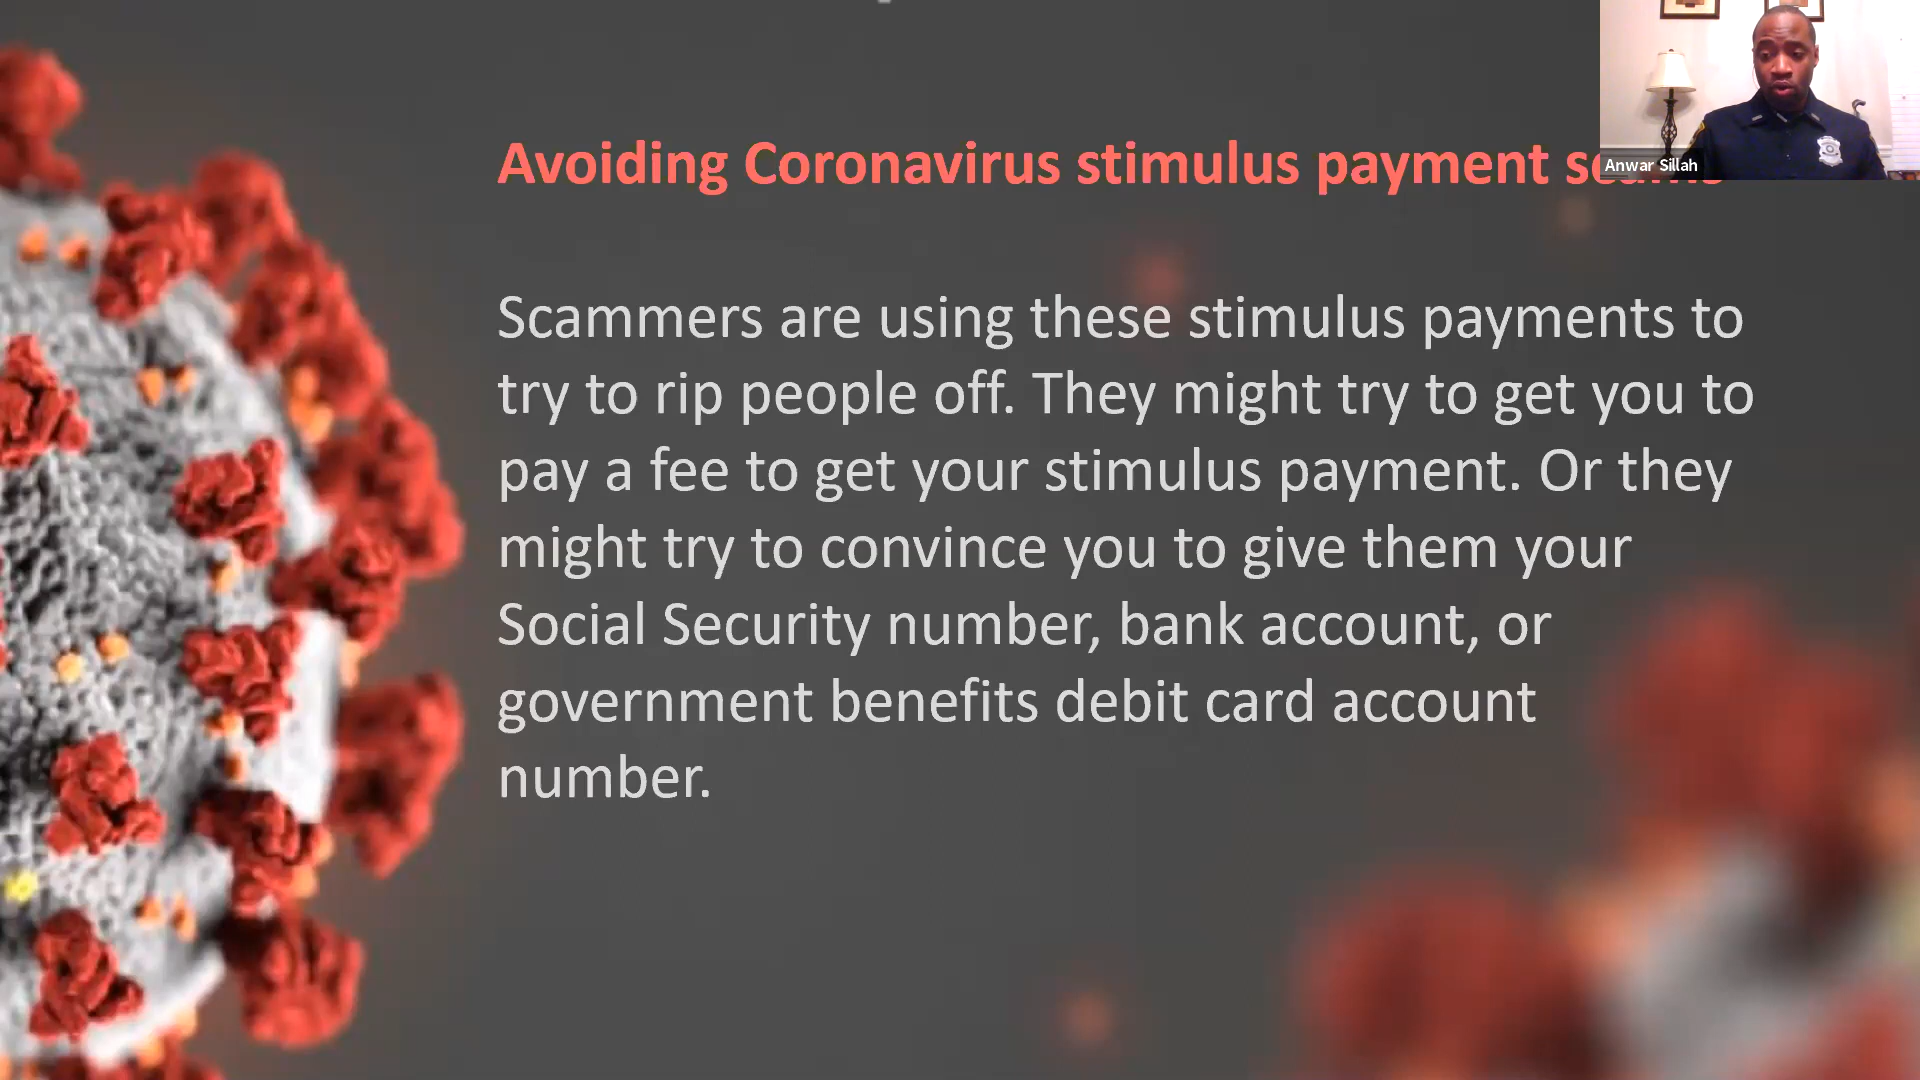 Avoiding Coronavirus stimulus payment
Anwar Sillah
Scammers are using these stimulus payments to
try to rip people off. They might try to get you to
pay a fee to get your stimulus payment. Or they
might try to convince you to give them your
Social Security number, bank account, or
government benefits debit card account
number.